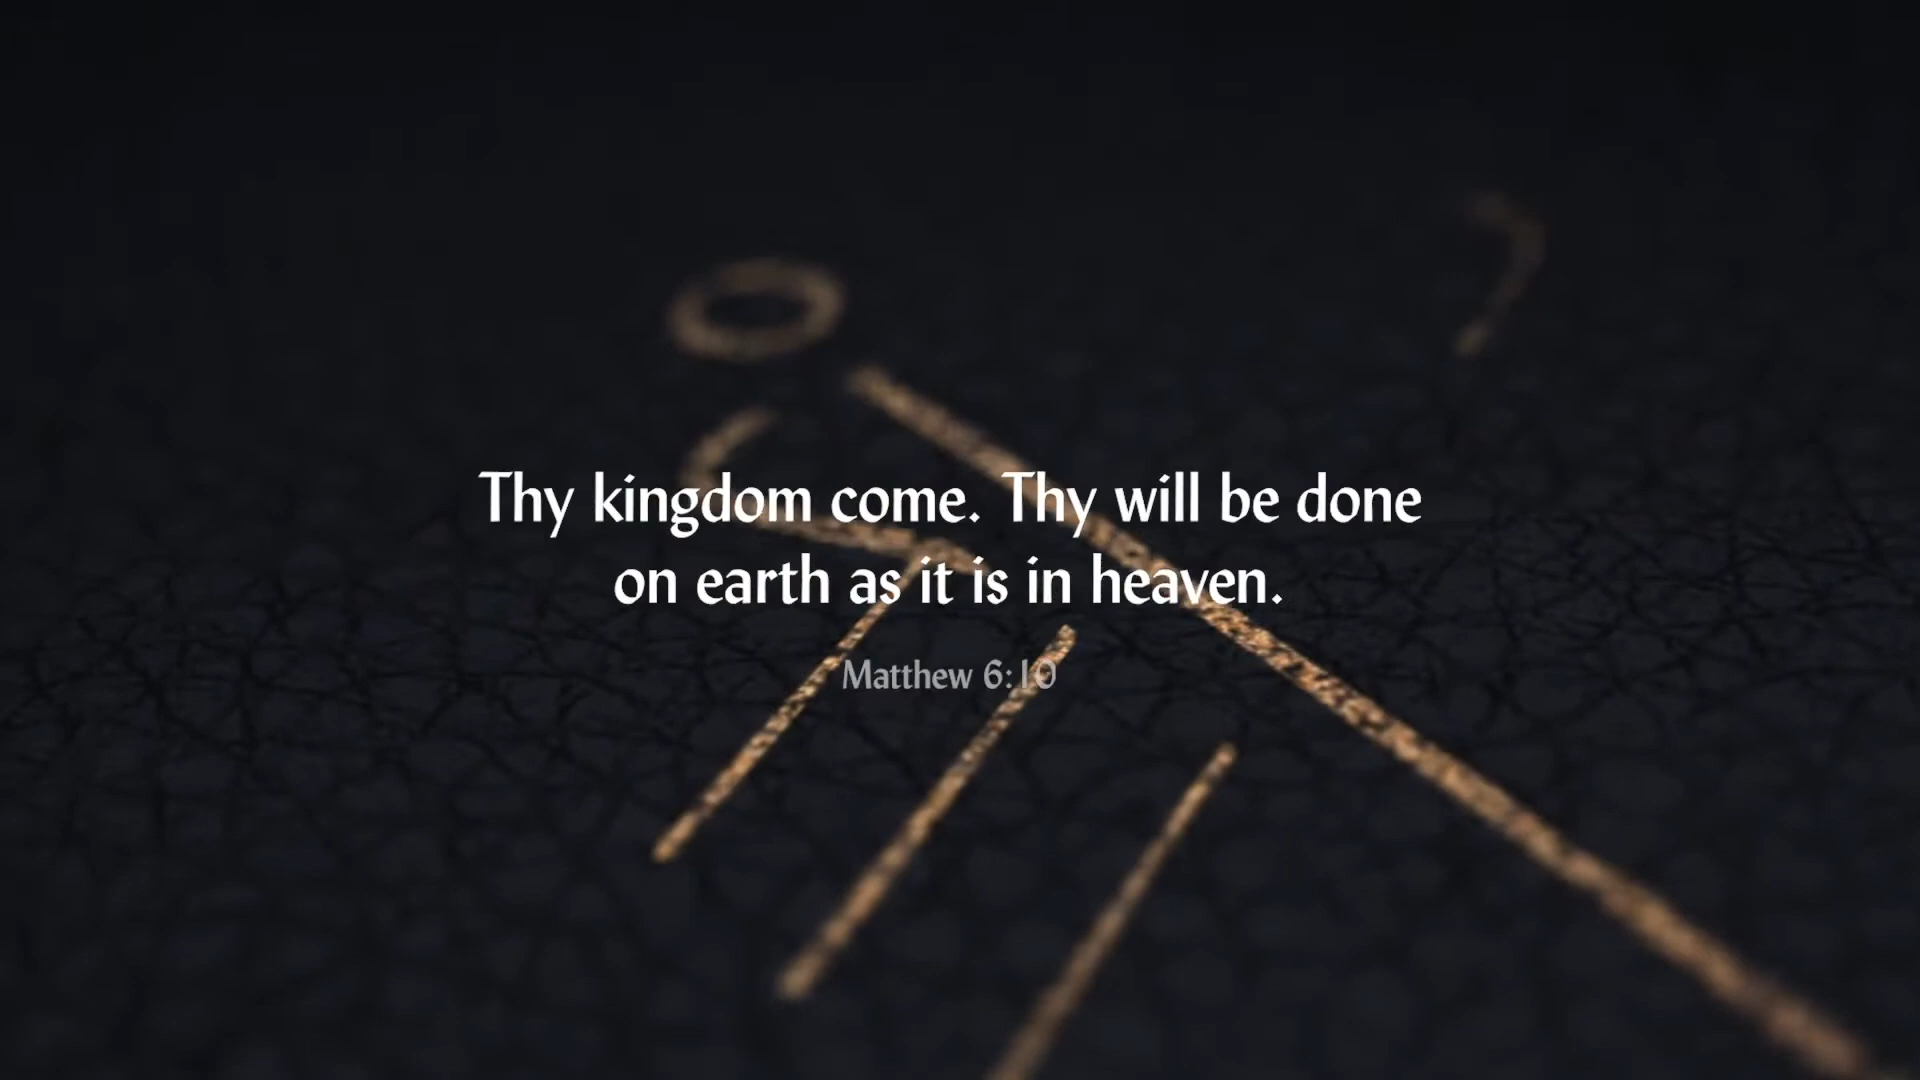 Thy kingdom come. Thy will be done
on earth as it is in heaven.
Matthew 6:10